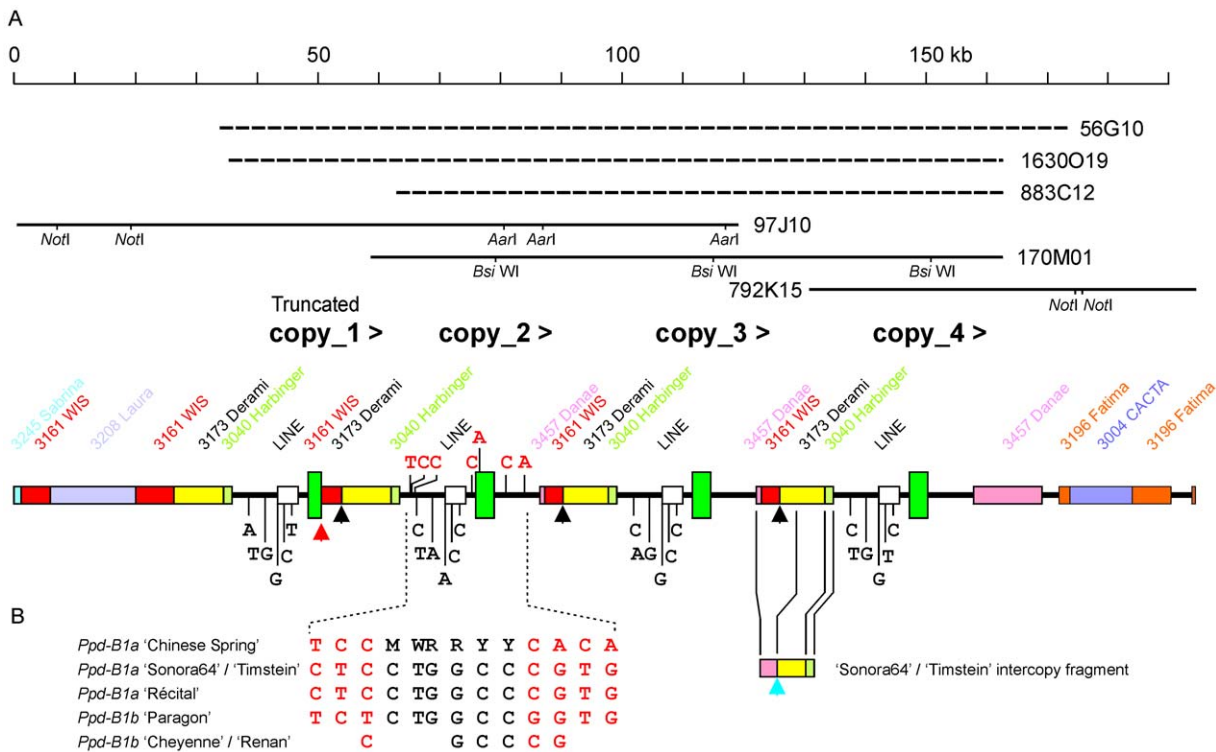 A
0 50 100 150 kb
56G10
1630O19
883C12
97J10
NotI NotI AarI AarI AarI
170M01
Bsi WI Bsi WI Bsi WI
792K15
NotI NotI
Truncated
copy_1 > copy_2 > copy_3 > copy_4 >
3245 Sabrina 3161 WIS 3208 Laura 3161 WIS 3173 Derami 3040 Harbinger LINE 3161 WIS 3173 Derami 3040 Harbinger LINE 3457 Danae 3161 WIS 3173 Derami 3040 Harbinger LINE 3457 Danae 3161 WIS 3173 Derami 3040 Harbinger LINE 3457 Danae 3196 Fatima 3004 CACTA 3196 Fatima
A
TCC C C A
A T C C C C
TG C TA C AG C TG T
G A G G
B
Ppd-B1a 'Chinese Spring' T C C M W R R Y Y C A C A
Ppd-B1a 'Sonora64' / 'Timstein' C T C C T G G C C C G T G
'Sonora64' / 'Timstein' intercopy fragment
Ppd-B1a 'Récital' C T C C T G G C C C G T G
Ppd-B1b 'Paragon' T C T C T G G C C G G T G
Ppd-B1b 'Cheyenne' / 'Renan' C G C C C G